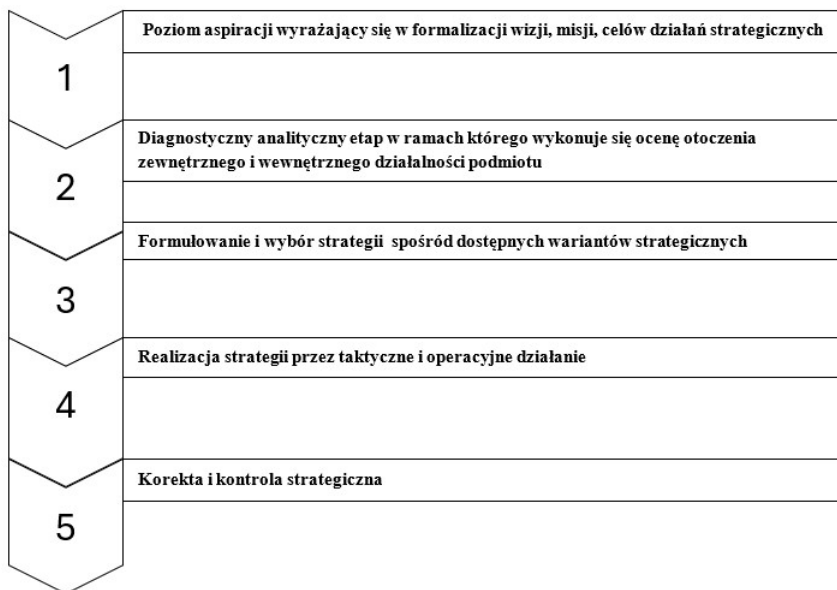 1
Poziom aspiracji wyrażający się w formalizacji wizji, misji, celów działań strategicznych
2
Diagnostyczny analityczny etap w ramach którego wykonuje się ocenę otoczenia
zewnętrznego i wewnętrznego działalności podmiotu
3
Formułowanie i wybór strategii spośród dostępnych wariantów strategicznych
4
Realizacja strategii przez taktyczne i operacyjne działanie
5
Korekta i kontrola strategiczna